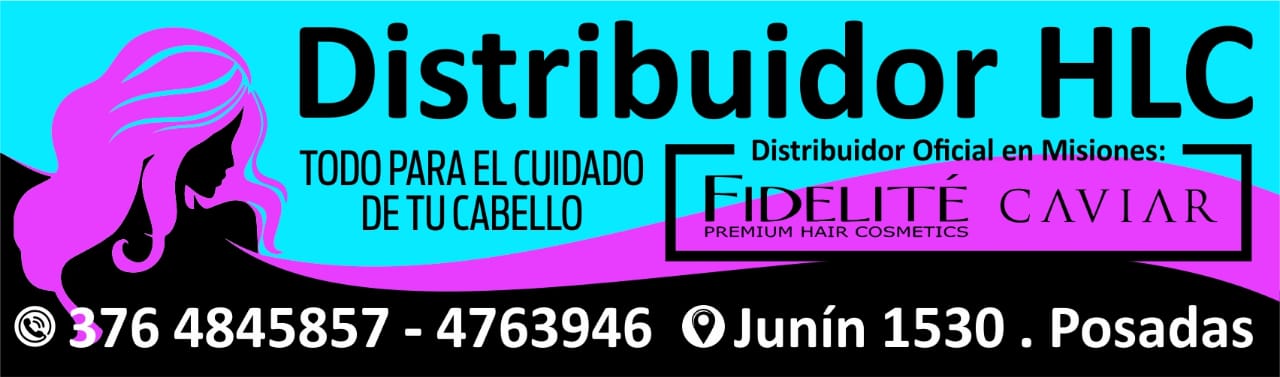 Distribuidor HLC
TODO PARA EL CUIDADO
DE TU CABELLO
Distribuidor Oficial en Misiones:
FIDELITÉ
PREMIUM HAIR COSMETICS
CAVIAR
376 4845857 - 4763946
Junín 1530 . Posadas